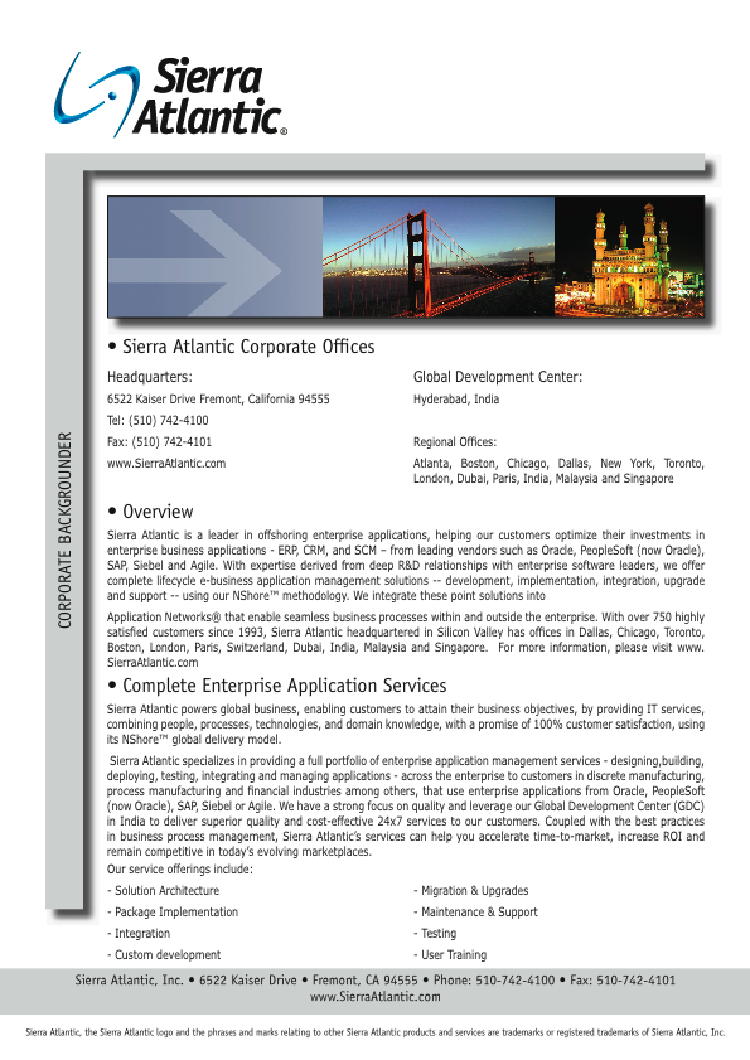 Sierra
Atlantic®
CORPORATE BACKGROUNDER
• Sierra Atlantic Corporate Offices
Headquarters:
6522 Kaiser Drive Fremont, California 94555
Tel: (510) 742-4100
Fax: (510) 742-4101
www.SierraAtlantic.com
Global Development Center:
Hyderabad, India
Regional Offices:
Atlanta, Boston, Chicago, Dallas, New York, Toronto,
London, Dubai, Paris, India, Malaysia and Singapore
• Overview
Sierra Atlantic is a leader in offshoring enterprise applications, helping our customers optimize their investments in
enterprise business applications - ERP, CRM, and SCM – from leading vendors such as Oracle, PeopleSoft (now Oracle),
SAP, Siebel and Agile. With expertise derived from deep R&D relationships with enterprise software leaders, we offer
complete lifecycle e-business application management solutions -- development, implementation, integration, upgrade
and support -- using our NShore™ methodology. We integrate these point solutions into
Application Networks® that enable seamless business processes within and outside the enterprise. With over 750 highly
satisfied customers since 1993, Sierra Atlantic headquartered in Silicon Valley has offices in Dallas, Chicago, Toronto,
Boston, London, Paris, Switzerland, Dubai, India, Malaysia and Singapore. For more information, please visit www.
SierraAtlantic.com
• Complete Enterprise Application Services
Sierra Atlantic powers global business, enabling customers to attain their business objectives, by providing IT services,
combining people, processes, technologies, and domain knowledge, with a promise of 100% customer satisfaction, using
its NShore™ global delivery model.
Sierra Atlantic specializes in providing a full portfolio of enterprise application management services - designing,building,
deploying, testing, integrating and managing applications - across the enterprise to customers in discrete manufacturing,
process manufacturing and financial industries among others, that use enterprise applications from Oracle, PeopleSoft
(now Oracle), SAP, Siebel or Agile. We have a strong focus on quality and leverage our Global Development Center (GDC)
in India to deliver superior quality and cost-effective 24x7 services to our customers. Coupled with the best practices
in business process management, Sierra Atlantic's services can help you accelerate time-to-market, increase ROI and
remain competitive in today's evolving marketplaces.
Our service offerings include:
- Solution Architecture
- Package Implementation
- Integration
- Custom development
- Migration & Upgrades
- Maintenance & Support
- Testing
- User Training
Sierra Atlantic, Inc. • 6522 Kaiser Drive • Fremont, CA 94555 • Phone: 510-742-4100 • Fax: 510-742-4101
www.SierraAtlantic.com
Sierra Atlantic, the Sierra Atlantic logo and the phrases and marks relating to other Sierra Atlantic products and services are trademarks or registered trademarks of Sierra Atlantic, Inc.